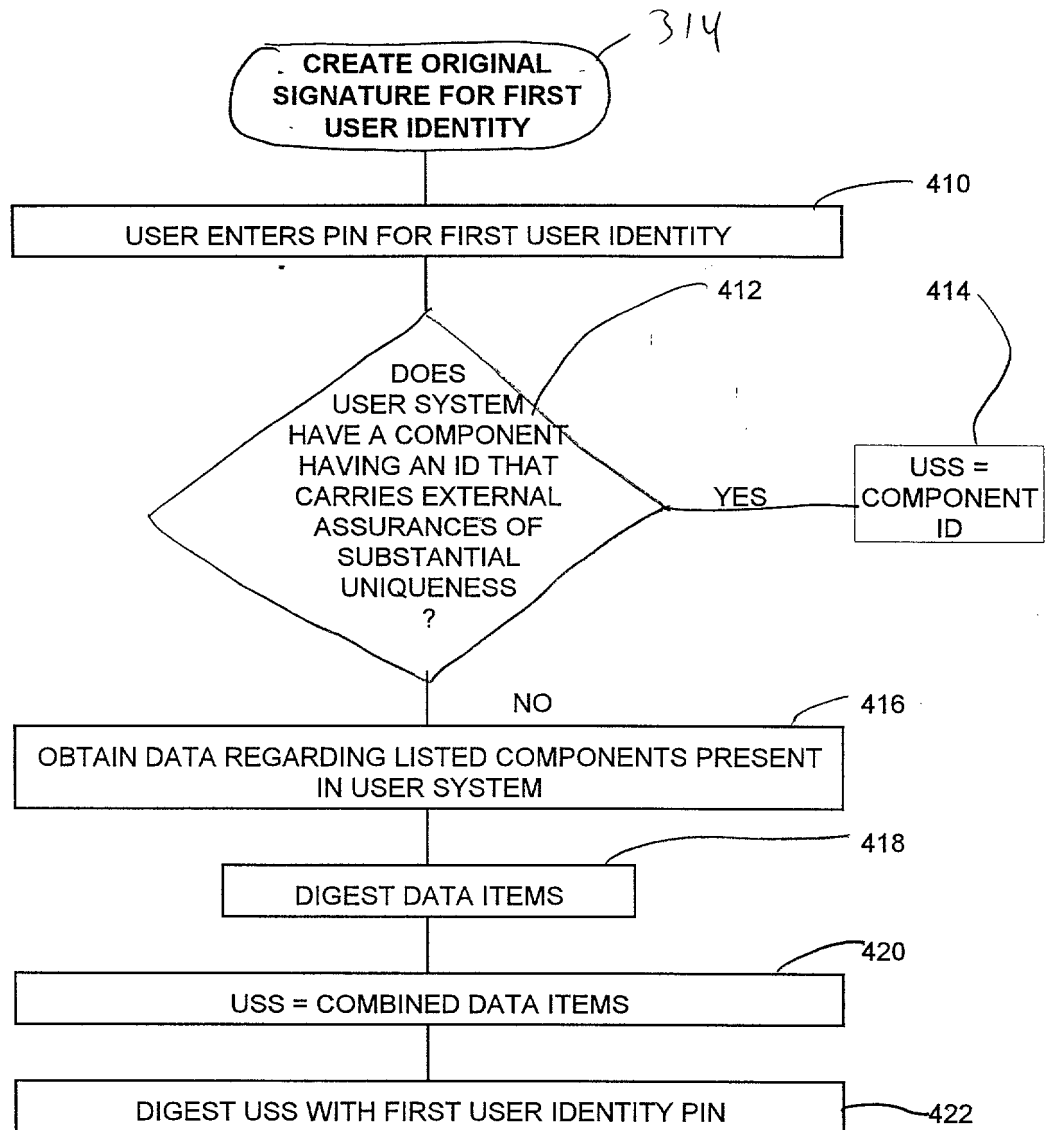 314
CREATE ORIGINAL
SIGNATURE FOR FIRST
USER IDENTITY
410
USER ENTERS PIN FOR FIRST USER IDENTITY
412
414
DOES
USER SYSTEM
HAVE A COMPONENT
HAVING AN ID THAT
CARRIES EXTERNAL
ASSURANCES OF
SUBSTANTIAL
UNIQUENESS
?
YES
USS =
COMPONENT
ID
NO
416
OBTAIN DATA REGARDING LISTED COMPONENTS PRESENT
IN USER SYSTEM
418
DIGEST DATA ITEMS
420
USS = COMBINED DATA ITEMS
DIGEST USS WITH FIRST USER IDENTITY PIN
422